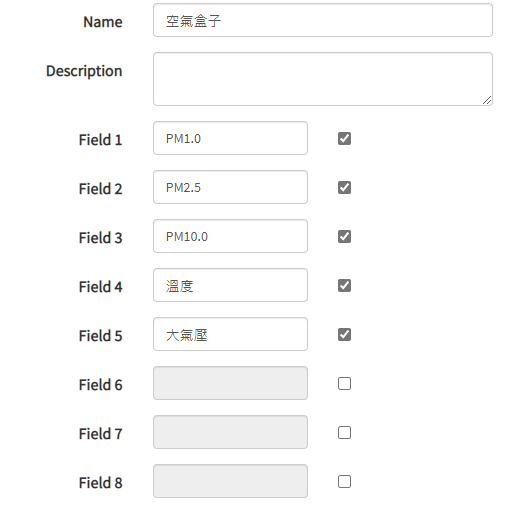 Name 空氣盒子
Description
Field 1 PM1.0
Field 2 PM2.5
Field 3 PM10.0
Field 4 溫度
Field 5 大氣壓
Field 6
Field 7
Field 8